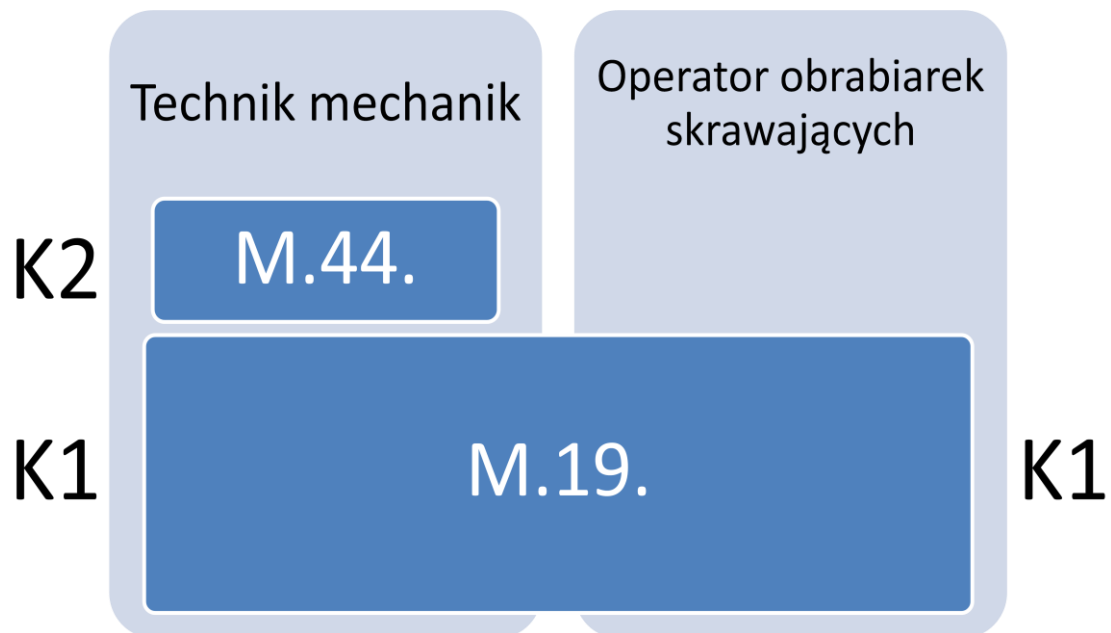 Technik mechanik
Operator obrabiarek
skrawających
K2
M.44.
K1
M.19.
K1